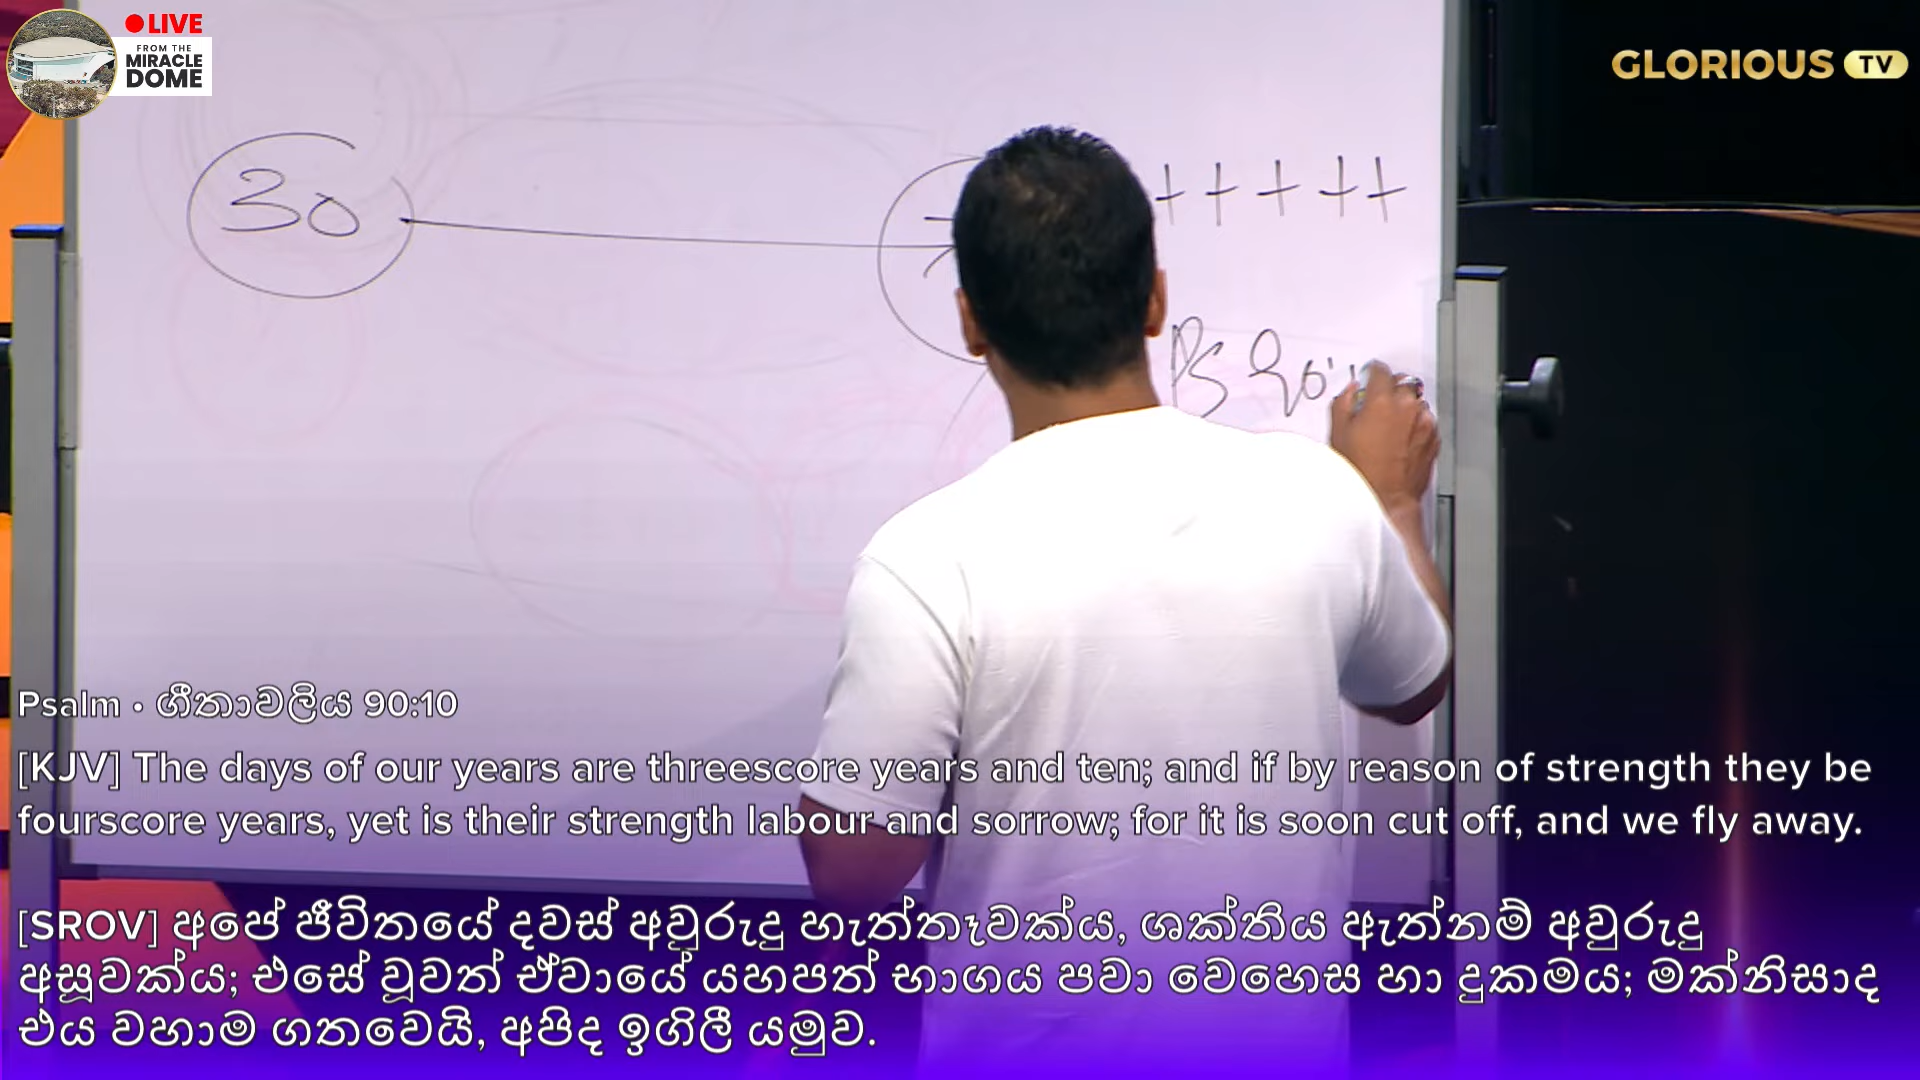 LIVE
FROM THE
MIRACLE
DOME
GLORIOUS TV
30
Ps 90:
Psalm • ගීතාවලිය 90:10
[KJV] The days of our years are threescore years and ten; and if by reason of strength they be
fourscore years, yet is their strength labour and sorrow; for it is soon cut off, and we fly away.
[SROV] අපේ ජීවිතයේ දවස් අවුරුදු හැත්තෑවක්ය, ශක්තිය ඇත්නම් අවුරුදු
අසූවක්ය; එසේ වූවත් ඒවායේ යහපත් භාගය පවා වෙහෙස හා දුකමය; මක්නිසාද
එය වහාම ගතවෙයි, අපිද ඉගිලී යමුව.